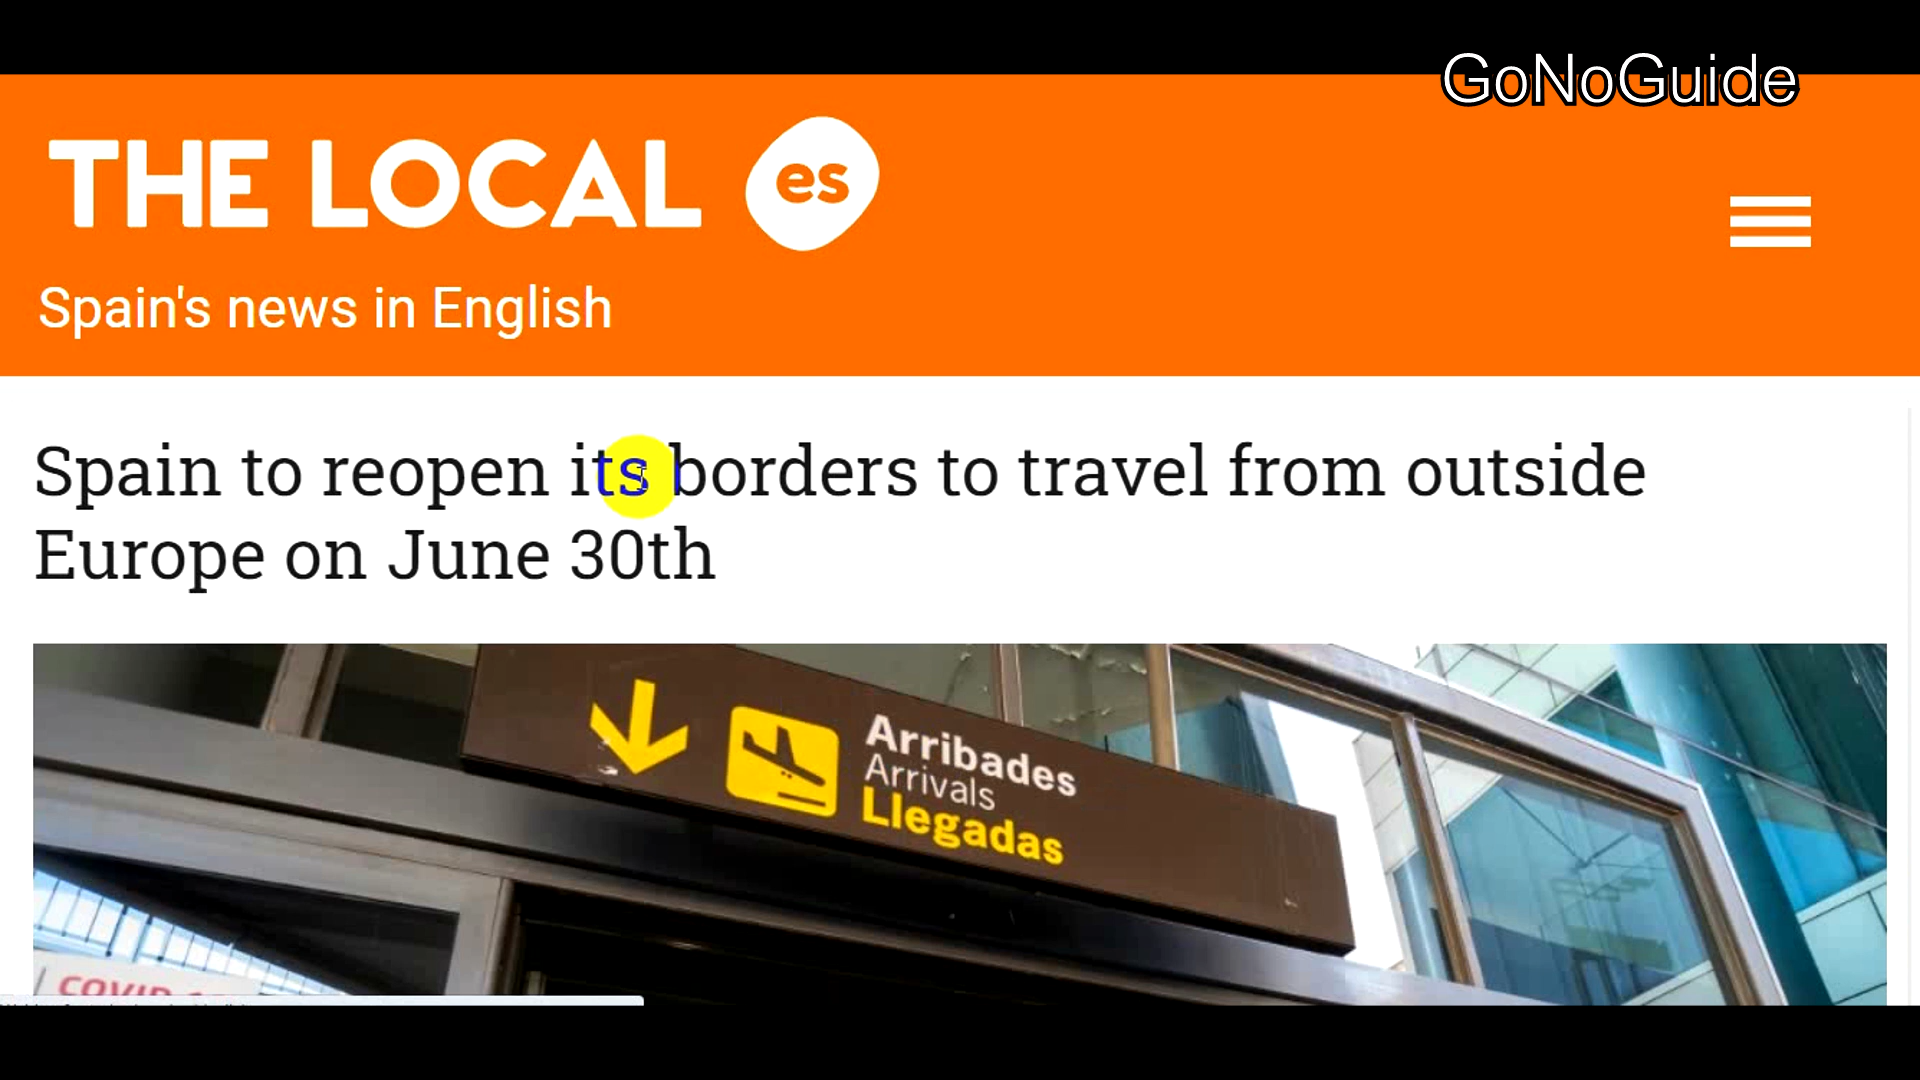 GoNoGuide
THE LOCAL es
Spain's news in English
Spain to reopen its borders to travel from outside
Europe on June 30th
Arribades
Arrivals
Llegadas
COVID